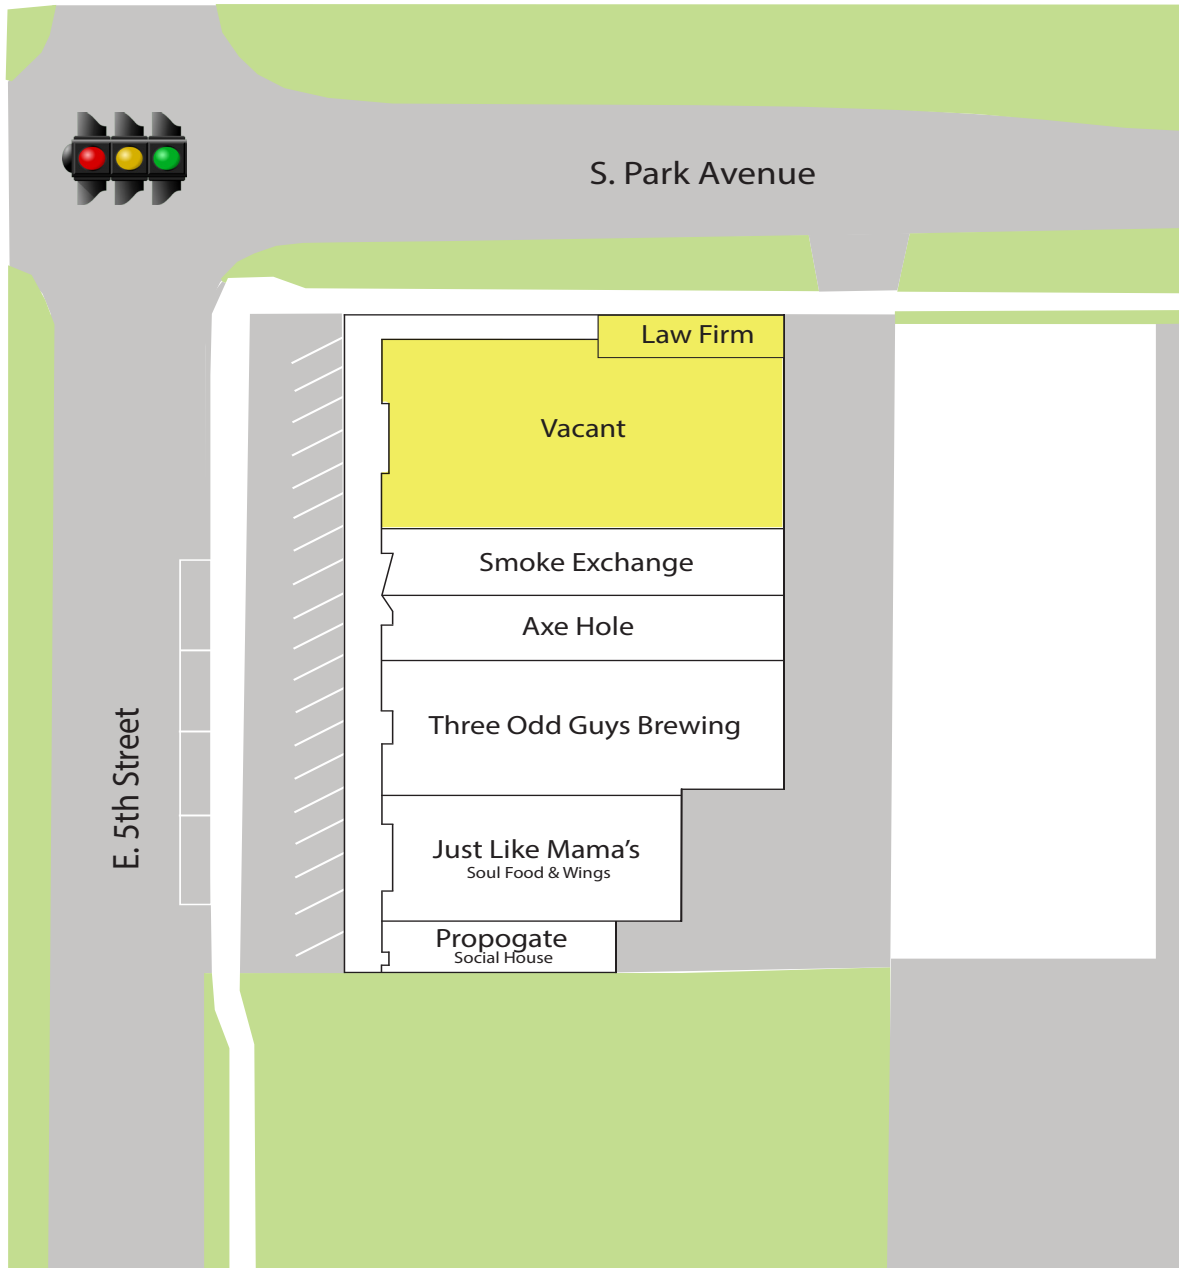 S. Park Avenue
Law Firm
Vacant
Smoke Exchange
Axe Hole
Three Odd Guys Brewing
Just Like Mama's
Soul Food & Wings
Propogate
Social House
E. 5th Street